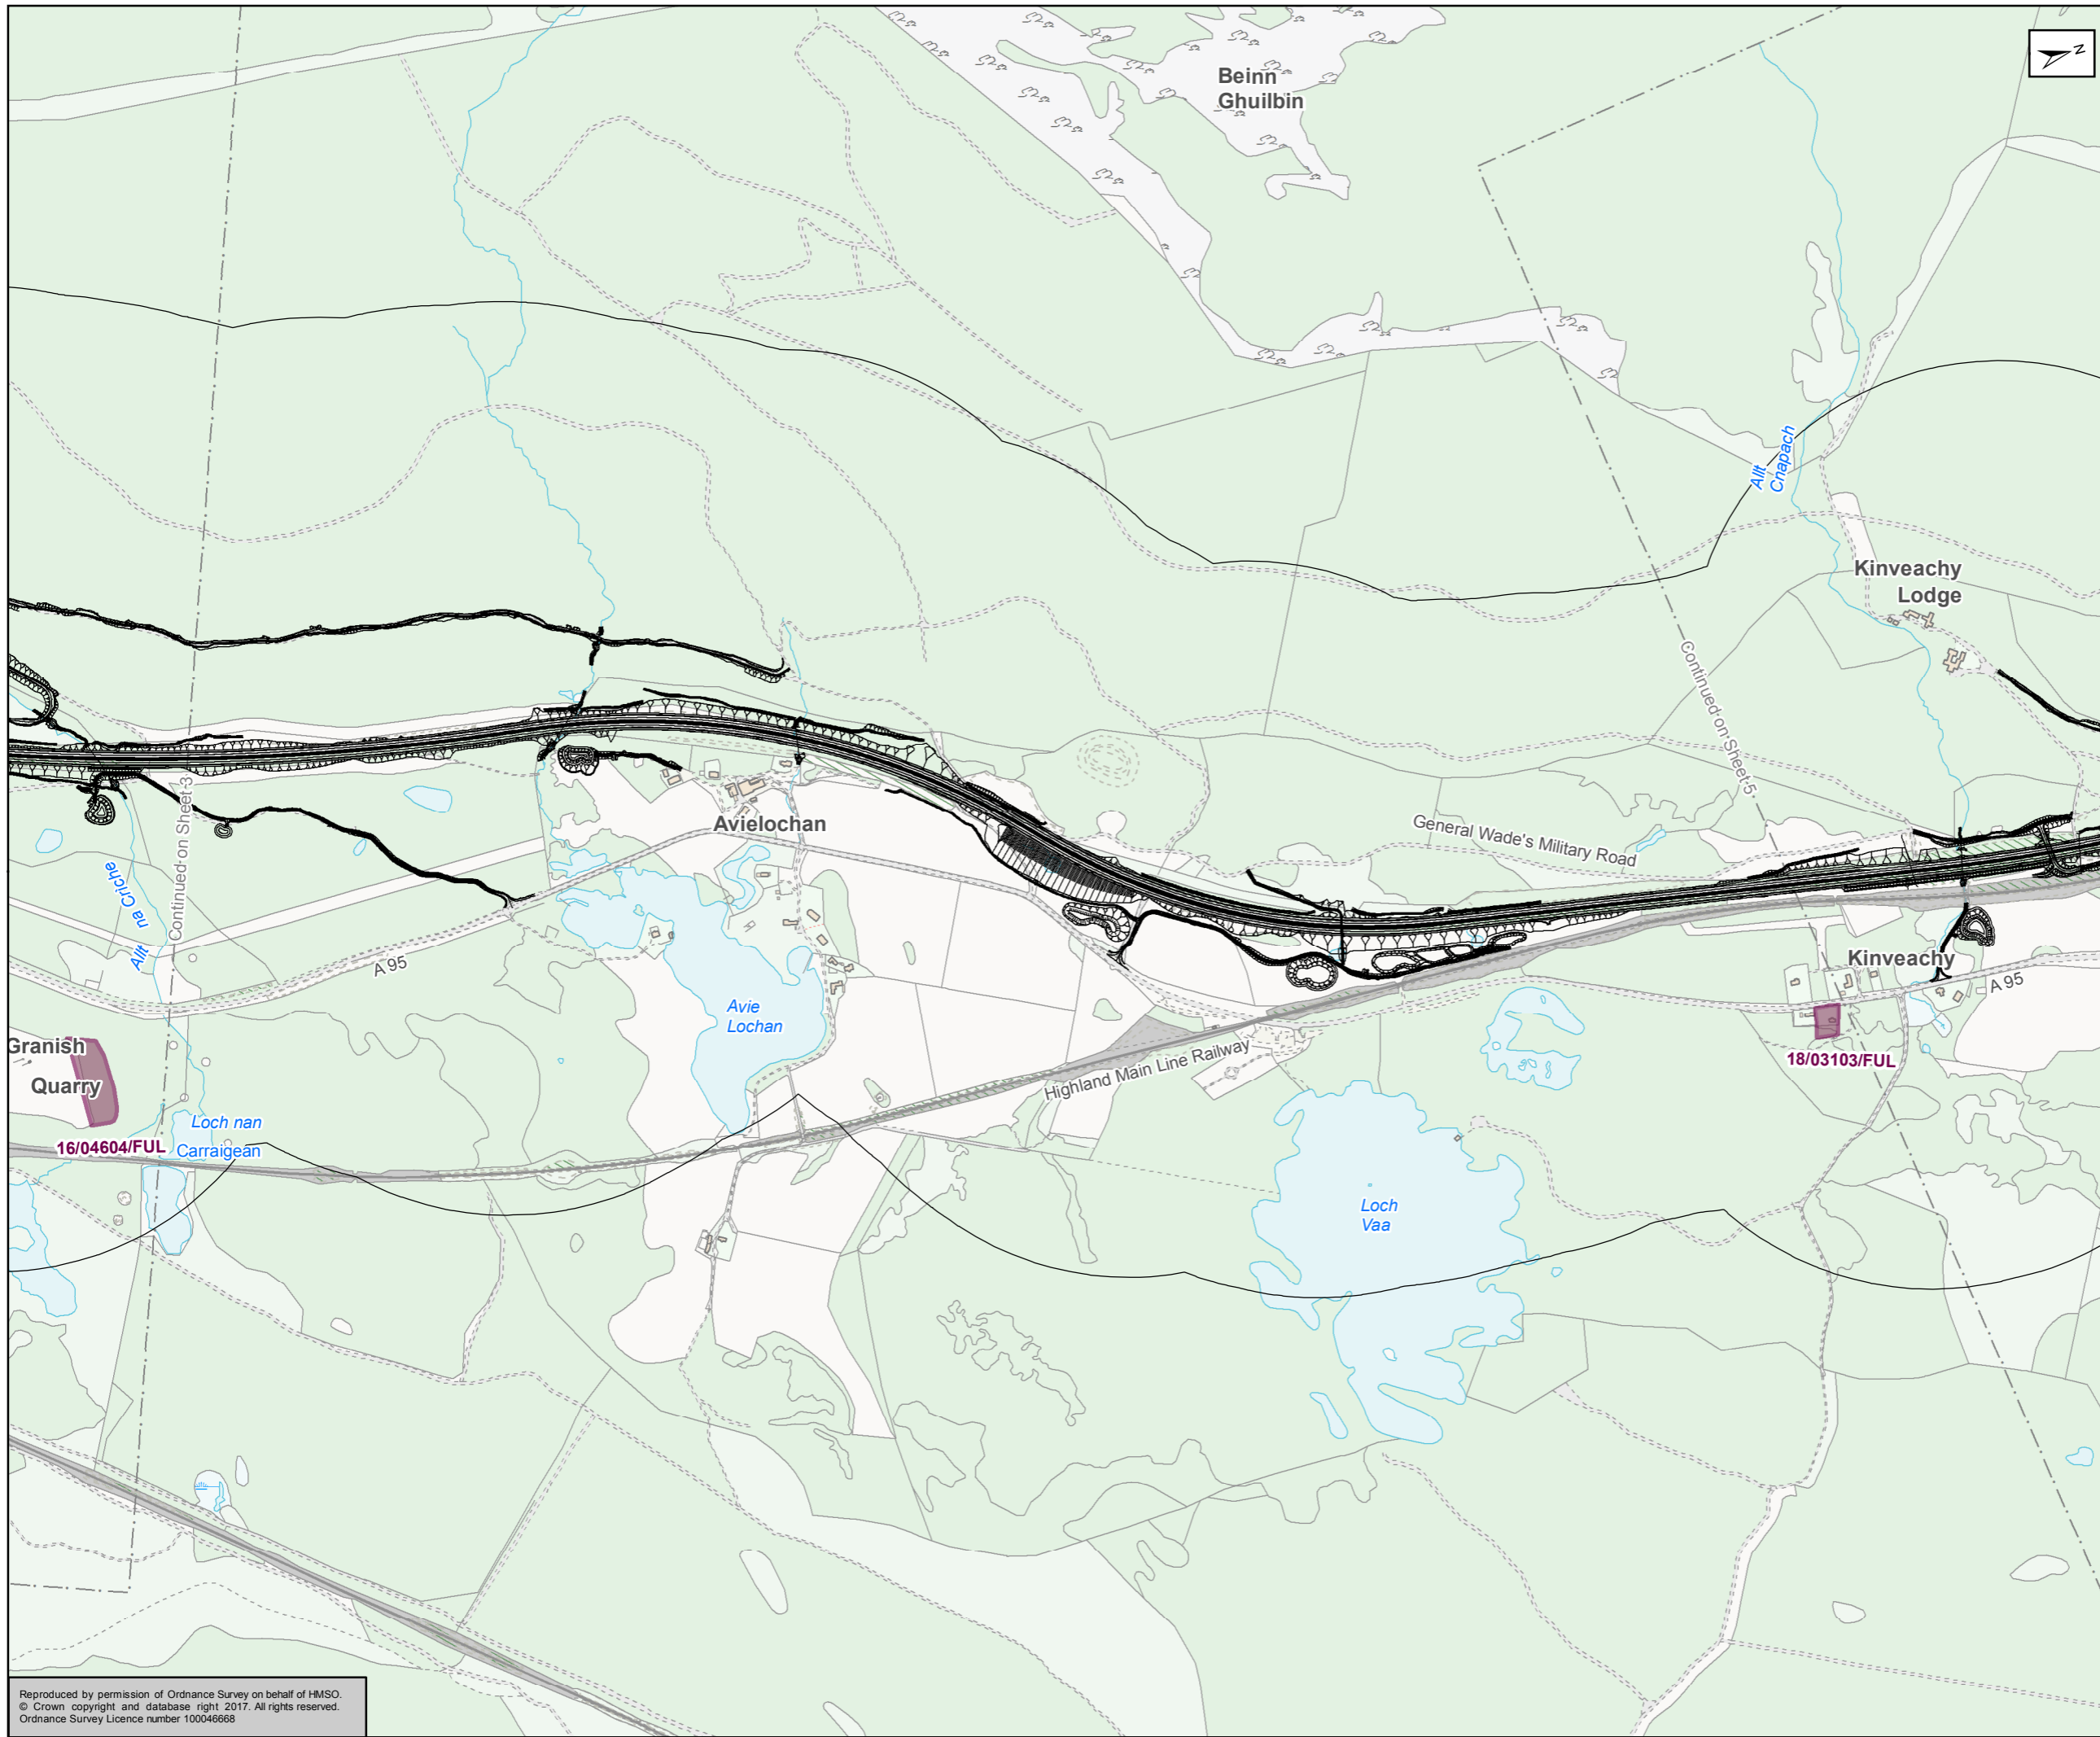 Z
Beinn
Ghuilbin
Allt
Cnapach
Kinveachy
Lodge
Continued on Sheet 3
Continued on Sheet 5
General Wade's Military Road
Avielochan
Allt na Criche
A 95
Avie
Lochan
Kinveachy
A 95
Granish
Quarry
18/03103/FUL
Highland Main Line Railway
16/04604/FUL
Loch nan
Carraigean
Loch
Vaa
Reproduced by permission of Ordnance Survey on behalf of HMSO.
© Crown copyright and database right 2017. All rights reserved.
Ordnance Survey Licence number 100046668